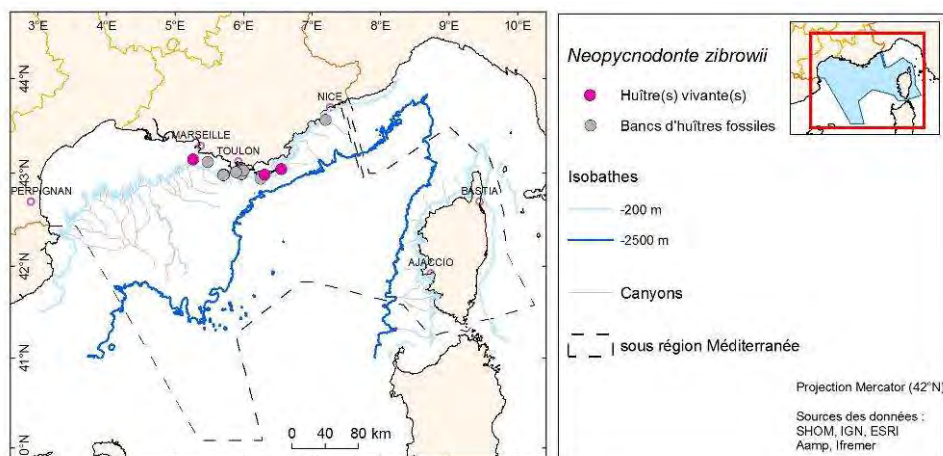 3°E 4°E 5°E 6°E 7°E 8°E 9°E 10°E
44°N
43°N
42°N
41°N
0°N
NICE
MARSEILLE
TOULON
PERPIGNAN
BASTIA
AJACCIO
0 40 80 km
Neopycnodonte zibrowii
Huître(s) vivante(s)
Bancs d'huîtres fossiles
Isobathes
-200 m
-2500 m
Canyons
sous région Méditerranée
Projection Mercator (42°N)
Sources des données :
SHOM, IGN, ESRI
Aamp, Ifremer